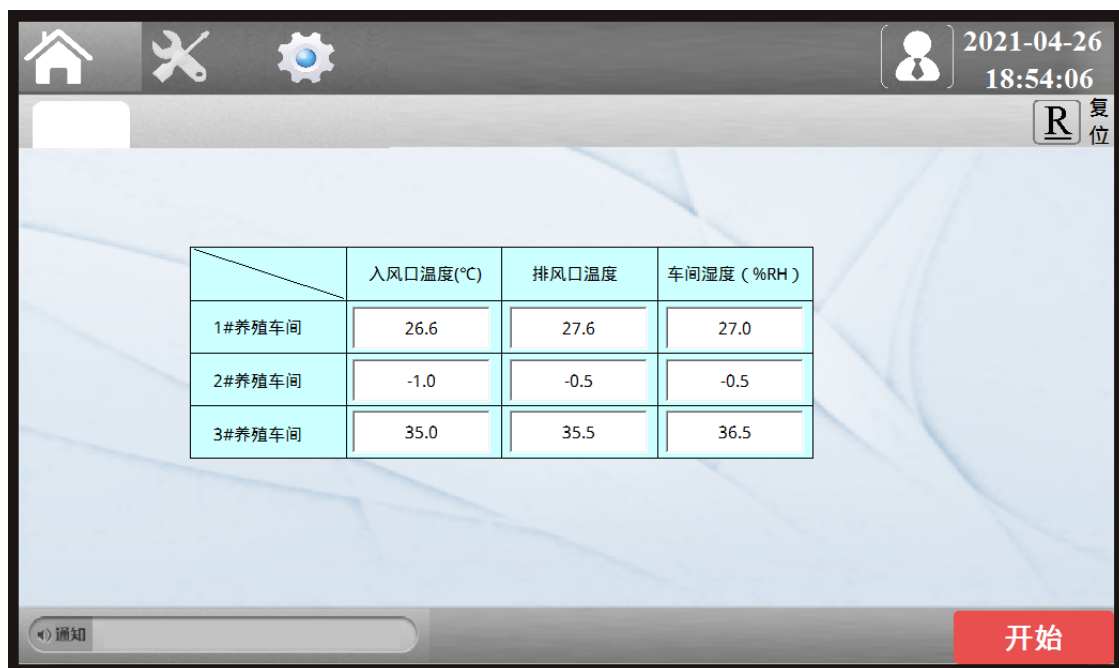 2021-04-26
18:54:06
R 复位
入风口温度(℃) 排风口温度 车间湿度（%RH）
1#养殖车间 26.6 27.6 27.0
2#养殖车间 -1.0 -0.5 -0.5
3#养殖车间 35.0 35.5 36.5
通知
开始